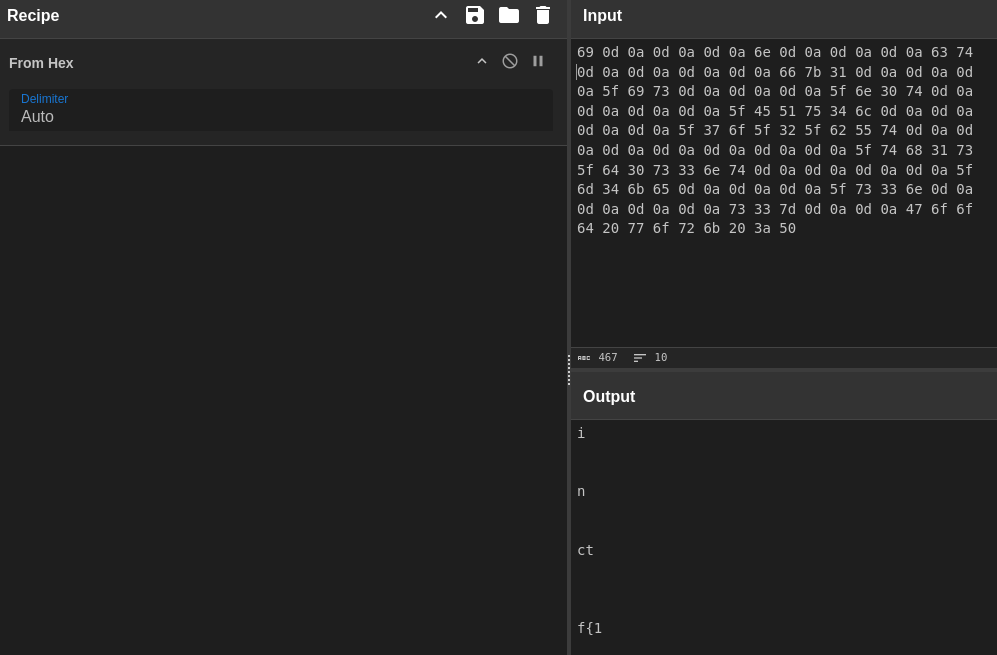 Recipe
From Hex
Delimiter
Auto
Input
69 0d 0a 0d 0a 0d 0a 6e 0d 0a 0d 0a 0d 0a 63 74
0d 0a 0d 0a 0d 0a 0d 0a 66 7b 31 0d 0a 0d 0a 0d
0a 5f 69 73 0d 0a 0d 0a 0d 0a 5f 6e 30 74 0d 0a
0d 0a 0d 0a 0d 0a 5f 45 51 75 34 6c 0d 0a 0d 0a
0d 0a 0d 0a 5f 37 6f 5f 32 5f 62 55 74 0d 0a 0d
0a 0d 0a 0d 0a 0d 0a 0d 0a 0d 0a 5f 74 68 31 73
5f 64 30 73 33 6e 74 0d 0a 0d 0a 0d 0a 0d 0a 5f
6d 34 6b 65 0d 0a 0d 0a 0d 0a 5f 73 33 6e 0d 0a
0d 0a 0d 0a 0d 0a 73 33 7d 0d 0a 0d 0a 47 6f 6f
64 20 77 6f 72 6b 20 3a 50
ABC 467 10
Output
i
n
ct
f{1